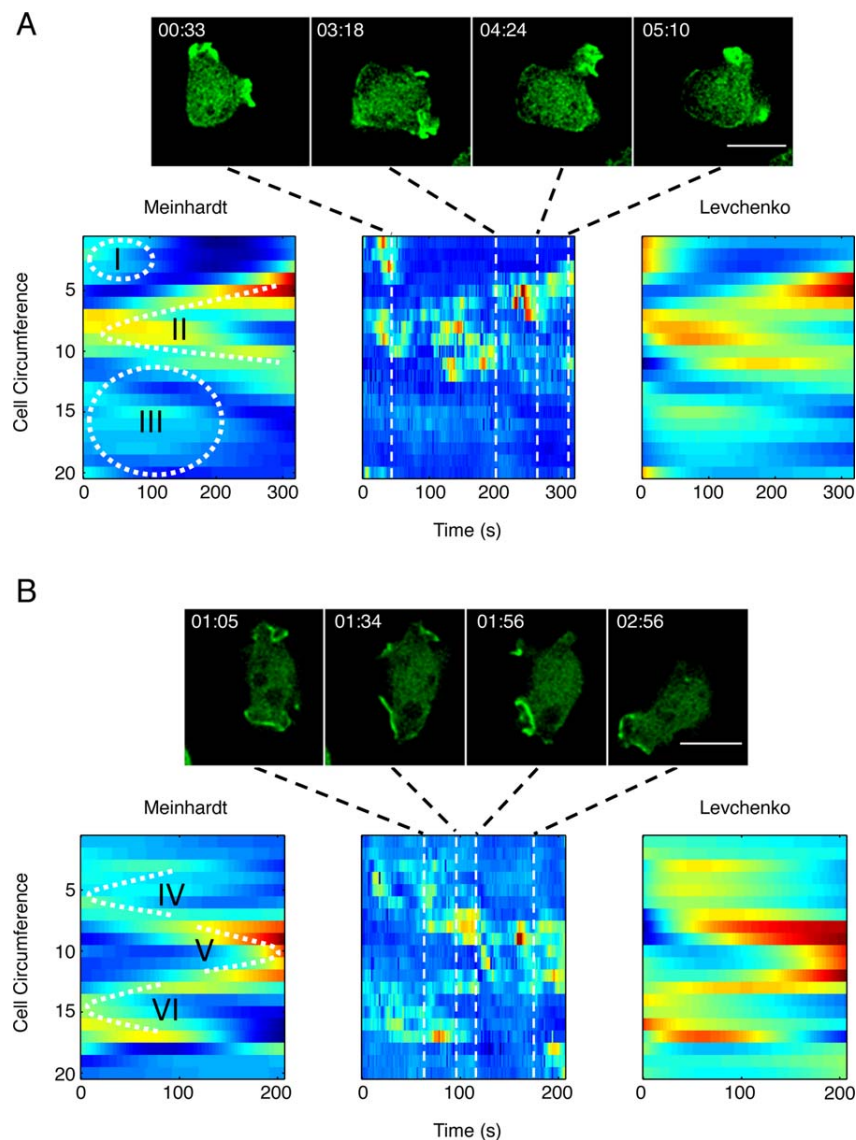 A
00:33 03:18 04:24 05:10
Meinhardt Levchenko
Cell Circumference
5
10
15
20
I
II
III
0 100 200 300 0 100 200 300 0 100 200 300
Time (s)
B
01:05 01:34 01:56 02:56
Meinhardt Levchenko
Cell Circumference
5
10
15
20
IV
V
VI
0 100 200 0 100 200 0 100 200
Time (s)